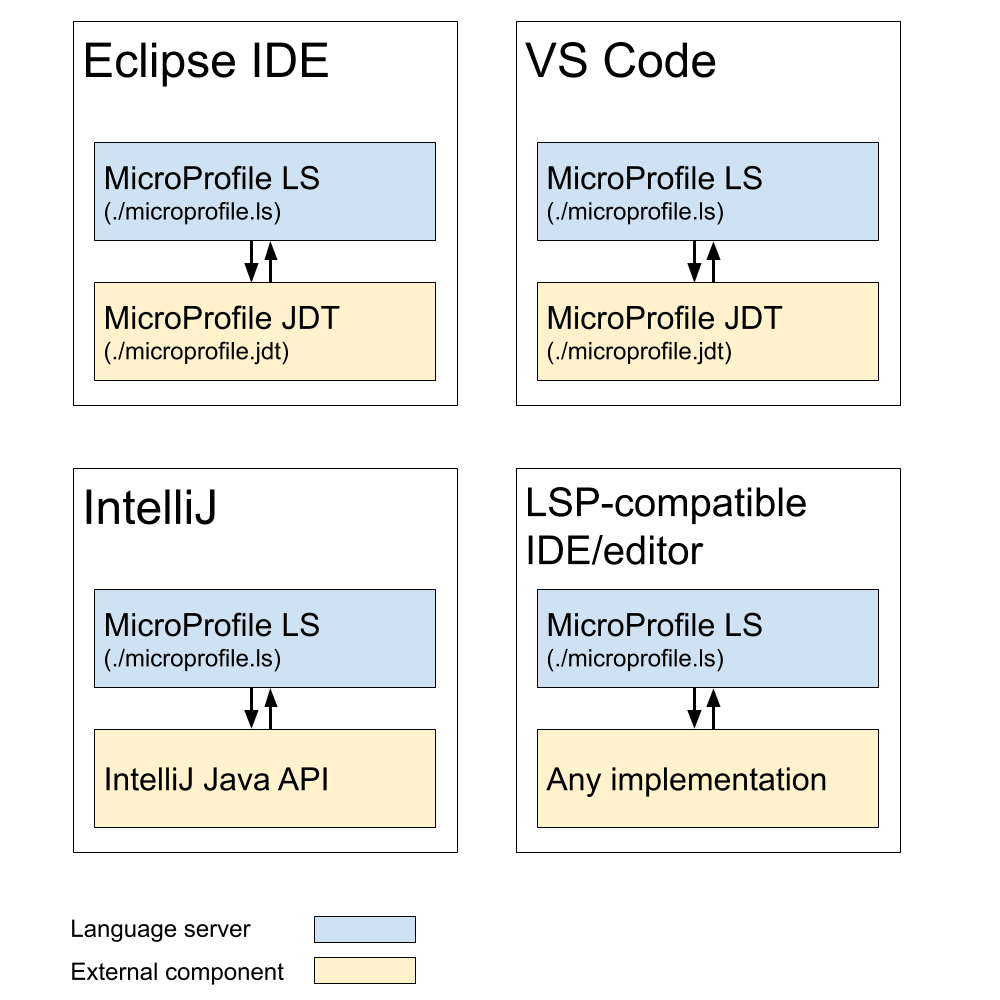 Eclipse IDE
MicroProfile LS
(./microprofile.ls)
MicroProfile JDT
(./microprofile.jdt)
VS Code
MicroProfile LS
(./microprofile.ls)
MicroProfile JDT
(./microprofile.jdt)
IntelliJ
MicroProfile LS
(./microprofile.ls)
IntelliJ Java API
LSP-compatible
IDE/editor
MicroProfile LS
(./microprofile.ls)
Any implementation
Language server
External component